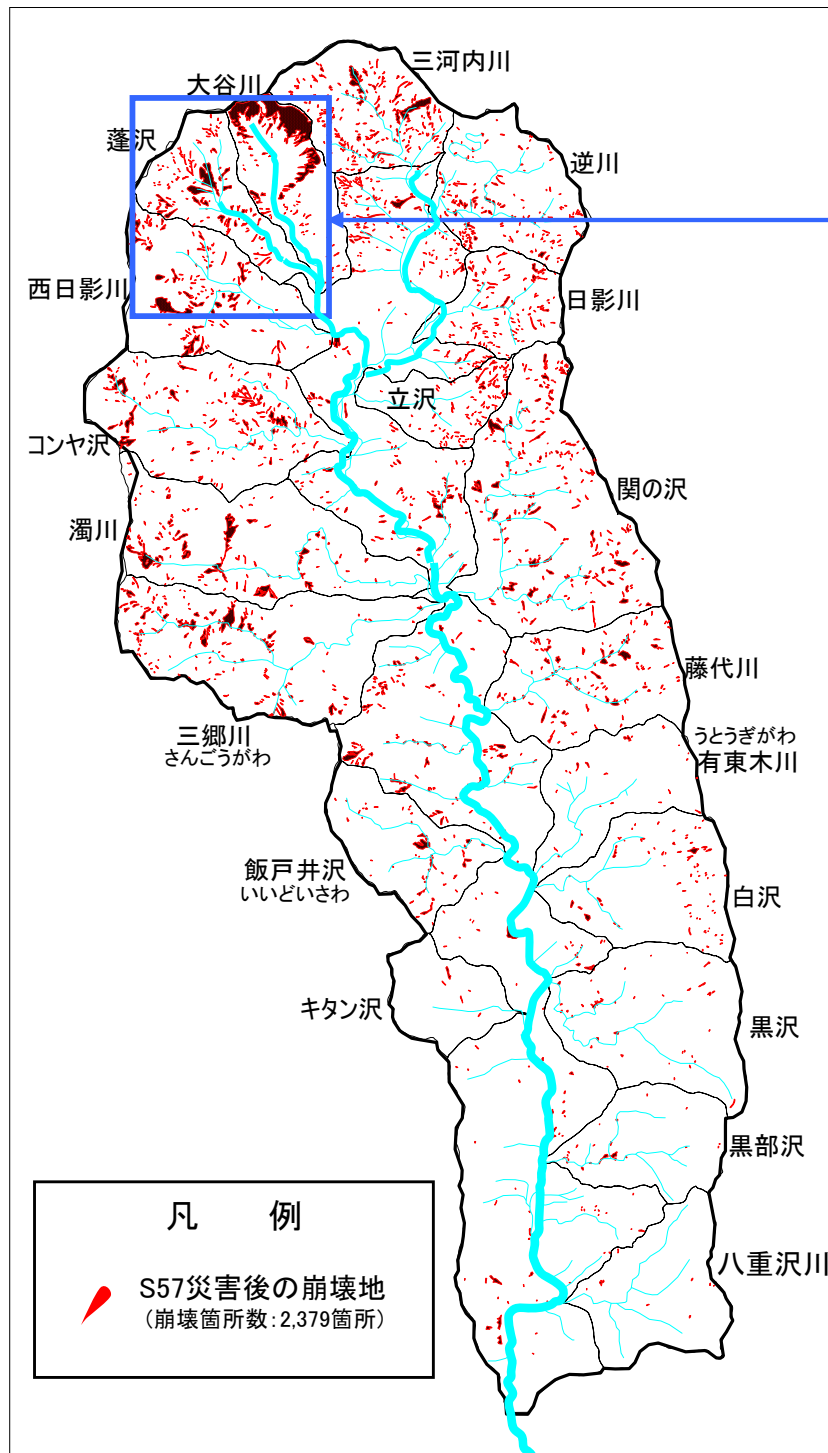 三河内川
大谷川
蓬沢
逆川
西日影川
日影川
立沢
コンヤ沢
関の沢
濁川
藤代川
三郷川
さんごうがわ
うとうぎがわ
有東木川
飯戸井沢
いいどいさわ
白沢
キタン沢
黒沢
黒部沢
八重沢川
凡 例
S57災害後の崩壊地
(崩壊箇所数:2,379箇所)